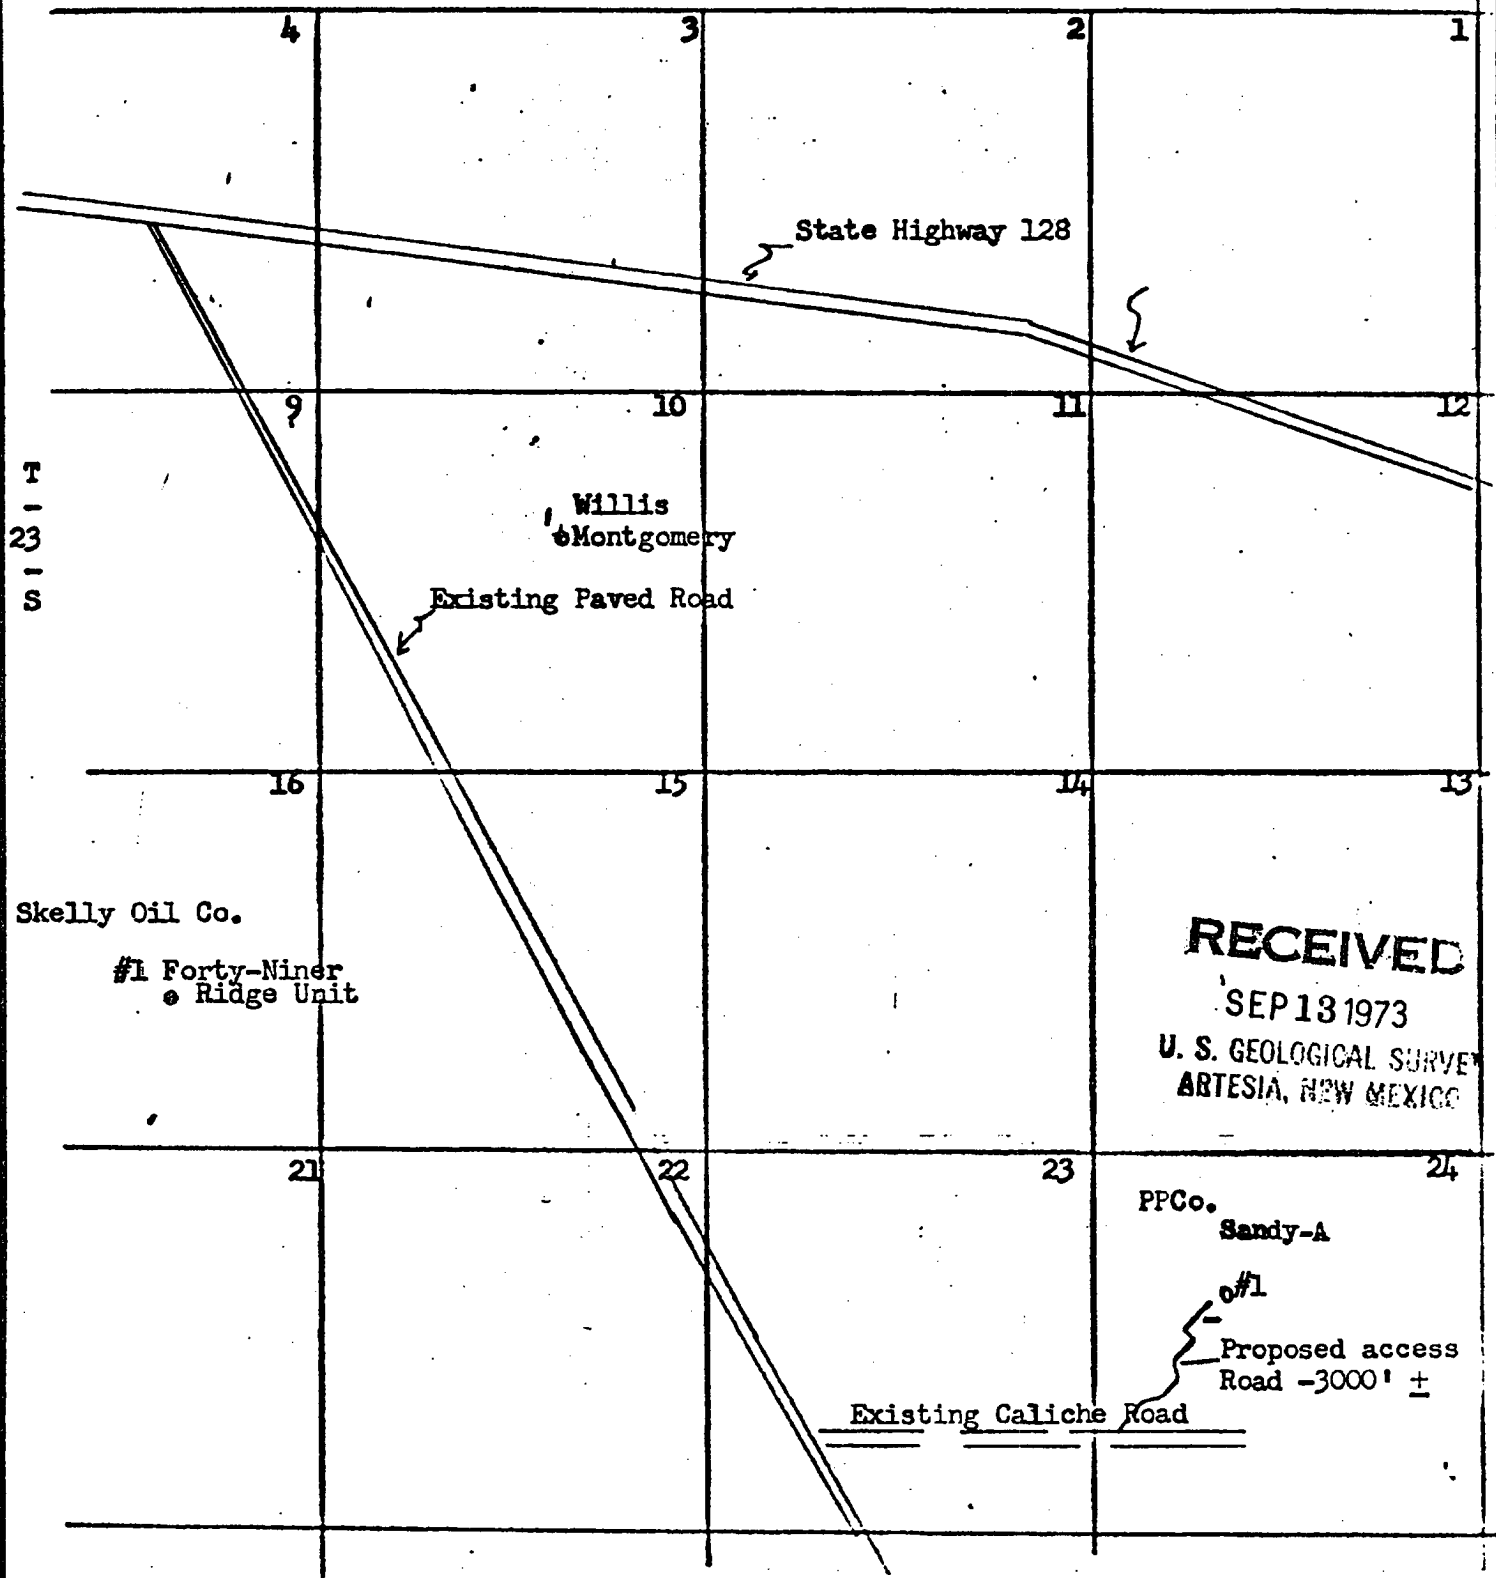 4 3 2 1
State Highway 128
9 10 11 12
T
-
23
-
S
Willis
Montgomery
Existing Paved Road
16 15 14 13
Skelly Oil Co.
#1 Forty-Niner
Ridge Unit
RECEIVED
SEP 13 1973
U. S. GEOLOGICAL SURVEY
ARTESIA, NEW MEXICO
21 22 23 24
PPCo.
Sandy-A
#1
Proposed access
Road -3000' ±
Existing Caliche Road